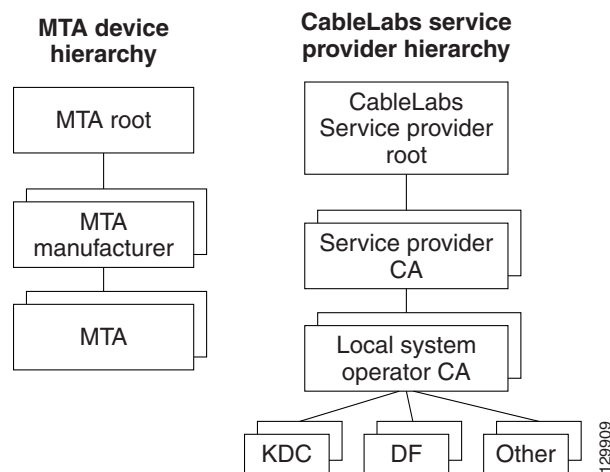 MTA device
hierarchy
MTA root
MTA
manufacturer
MTA
CableLabs service
provider hierarchy
CableLabs
Service provider
root
Service provider
CA
Local system
operator CA
KDC
DF
Other
129909